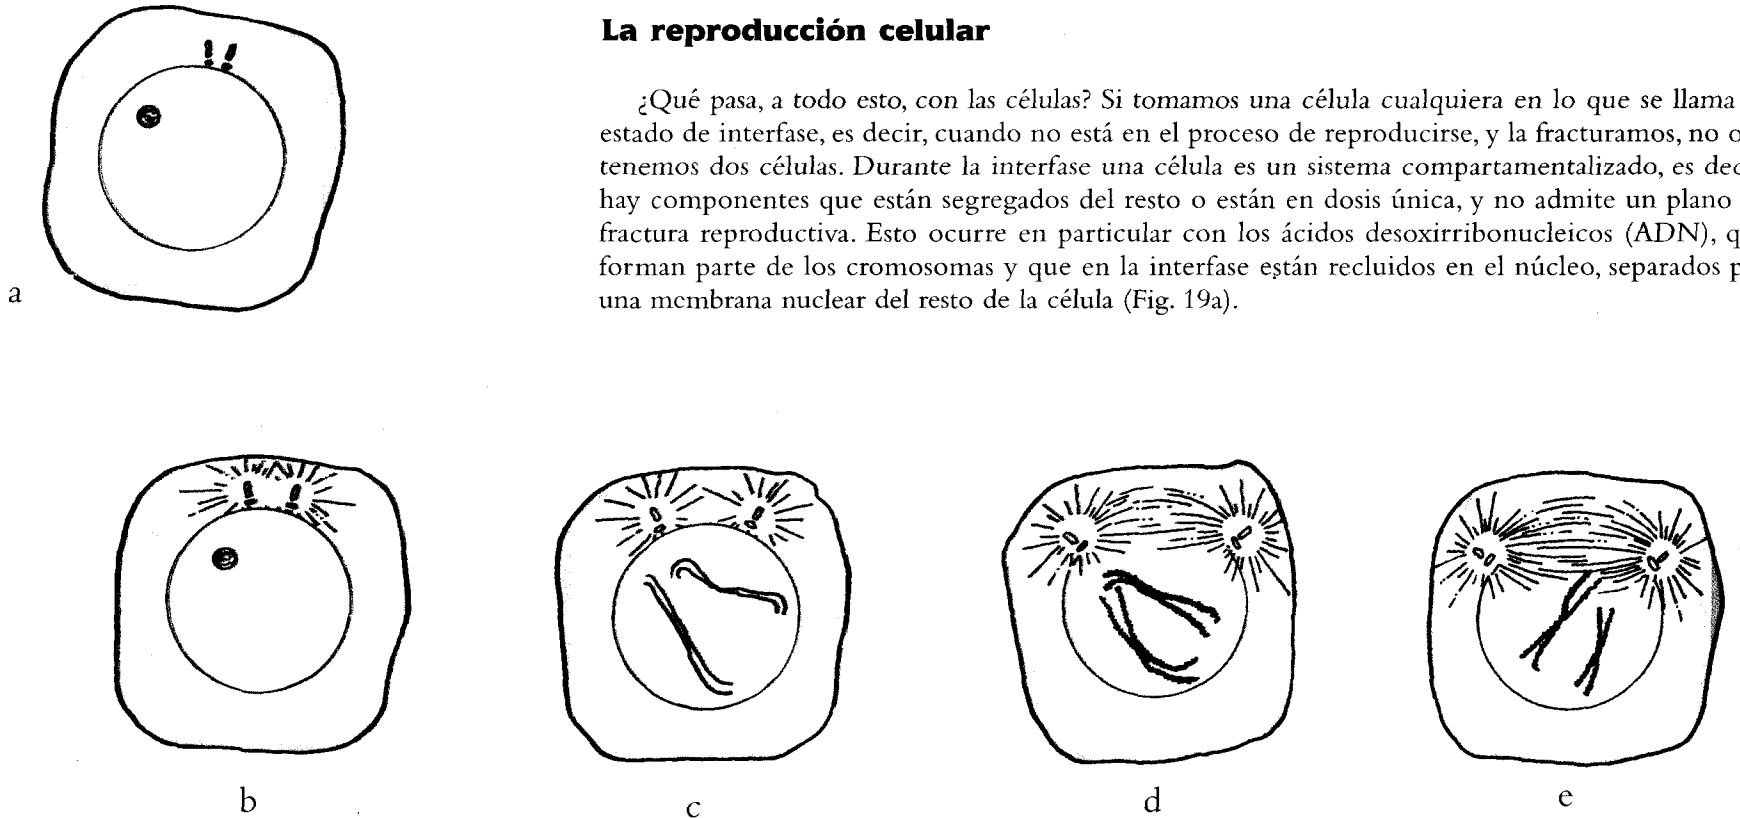 La reproducción celular
¿Qué pasa, a todo esto, con las células? Si tomamos una célula cualquiera en lo que se llama
estado de interfase, es decir, cuando no está en el proceso de reproducirse, y la fracturamos, no o
tenemos dos células. Durante la interfase una célula es un sistema compartamentalizado, es dec
hay componentes que están segregados del resto o están en dosis única, y no admite un plano
fractura reproductiva. Esto ocurre en particular con los ácidos desoxirribonucleicos (ADN), q
forman parte de los cromosomas y que en la interfase están recluidos en el núcleo, separados p
una membrana nuclear del resto de la célula (Fig. 19a).
a
b
c
d
e